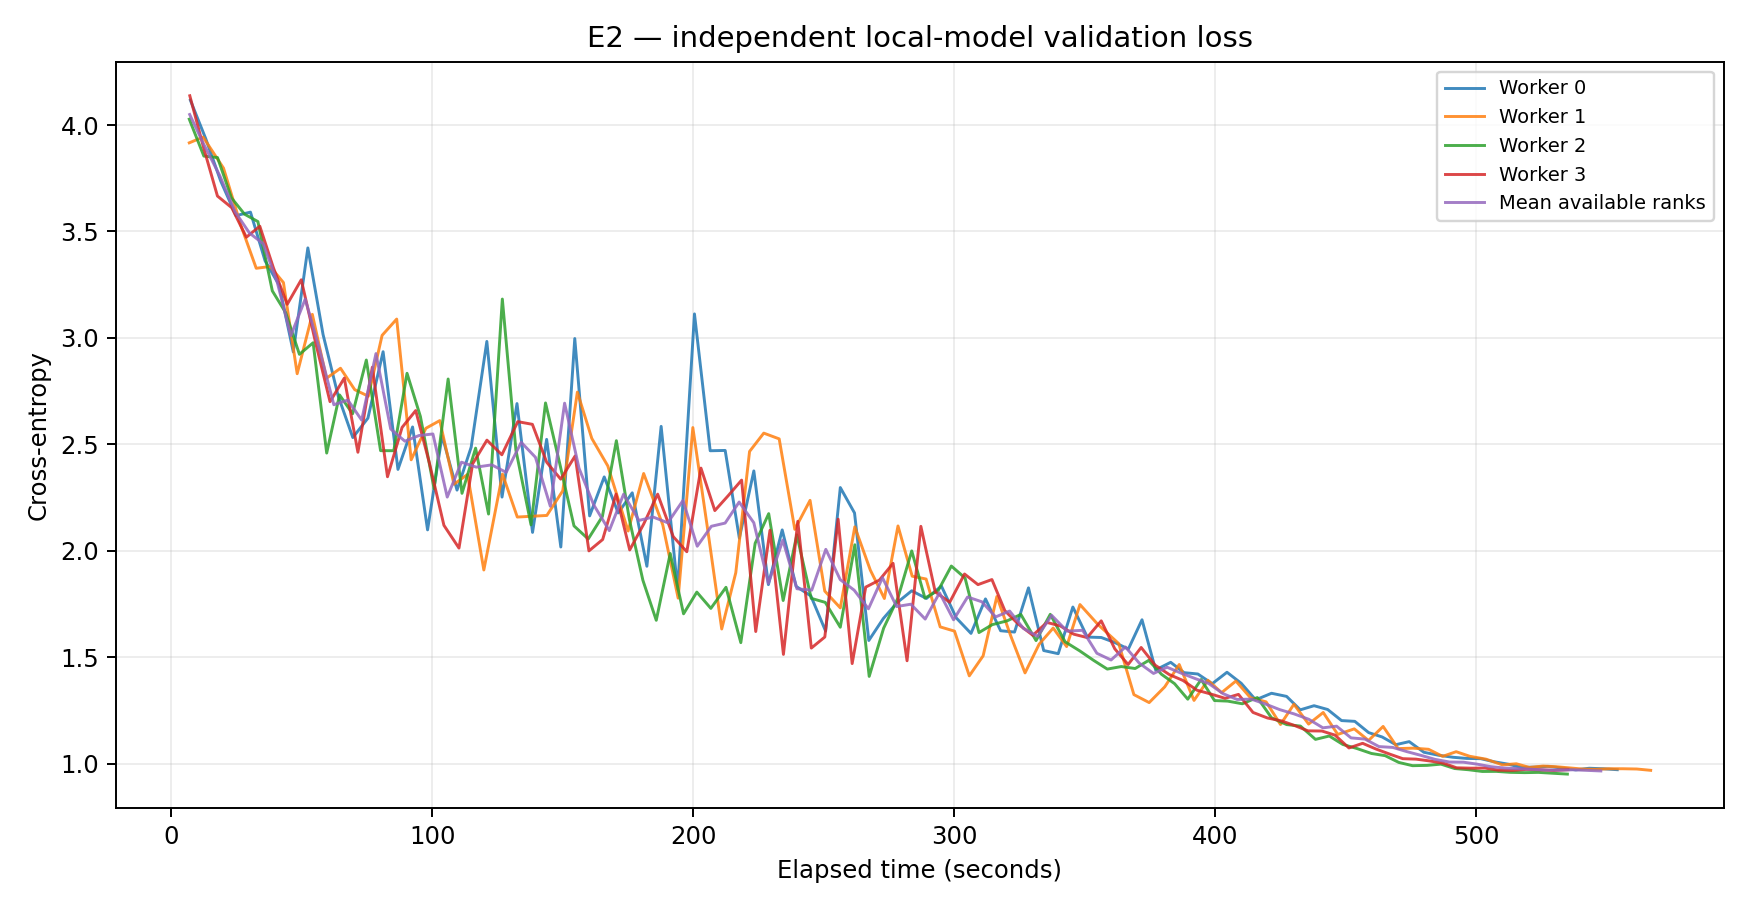 E2 — independent local-model validation loss
Worker 0
Worker 1
Worker 2
Worker 3
Mean available ranks
Cross-entropy
4.0
3.5
3.0
2.5
2.0
1.5
1.0
0
100
200
300
400
500
Elapsed time (seconds)